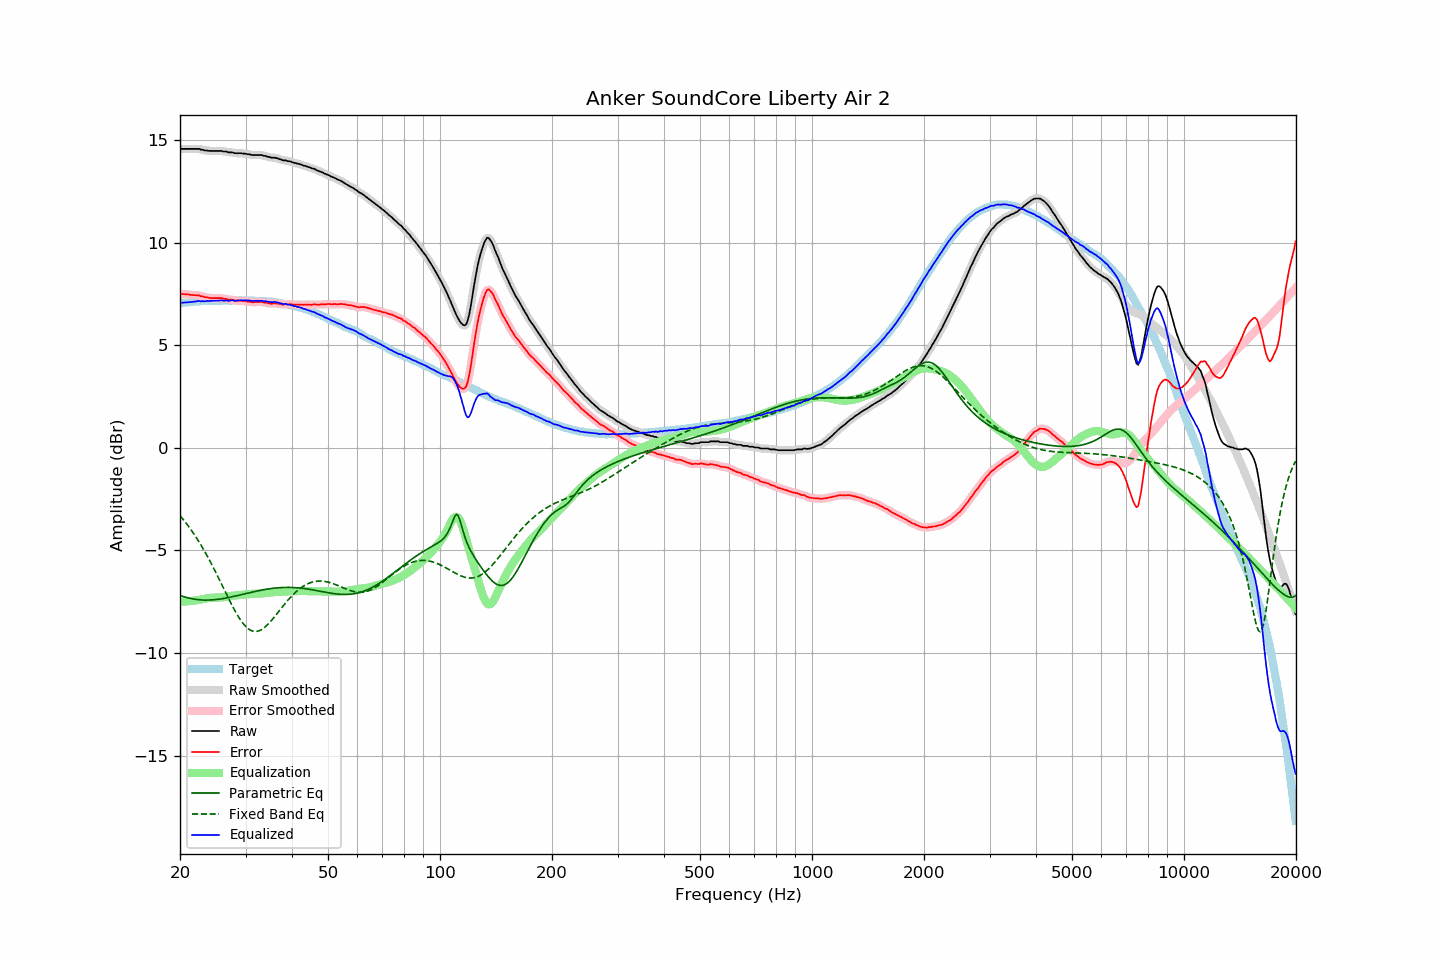 Anker SoundCore Liberty Air 2
Amplitude (dBr)
15
10
5
0
−5
−10
−15
Target
Raw Smoothed
Error Smoothed
Raw
Error
Equalization
Parametric Eq
Fixed Band Eq
Equalized
20 50 100 200 500 1000 2000 5000 10000 20000
Frequency (Hz)